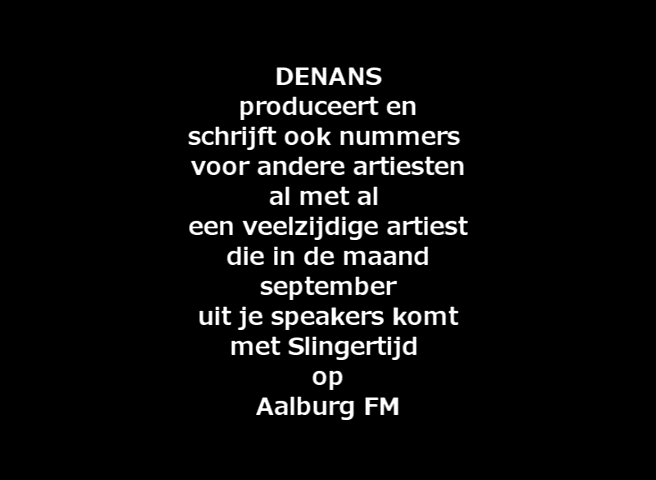 DENANS
produceert en
schrijft ook nummers
voor andere artiesten
al met al
een veelzijdige artiest
die in de maand
september
uit je speakers komt
met Slingertijd
op
Aalburg FM